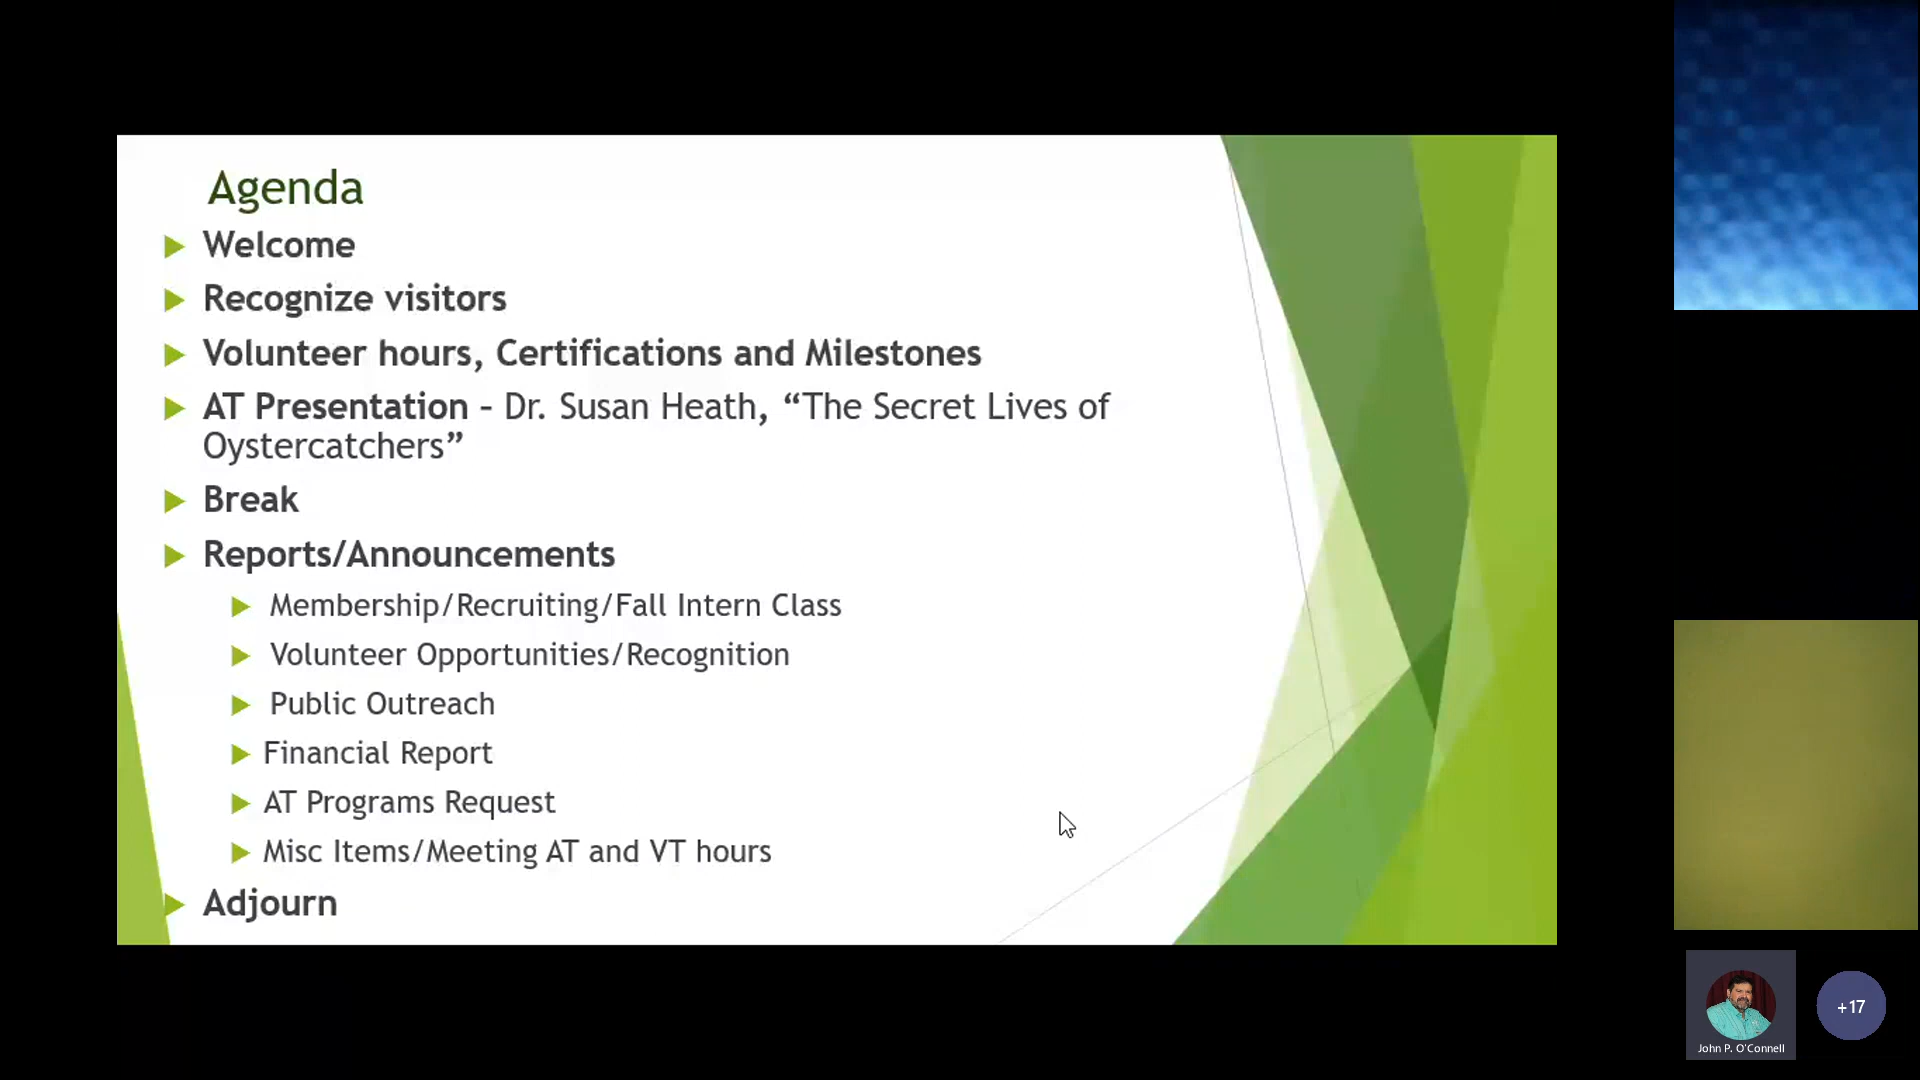 Agenda
Welcome
Recognize visitors
Volunteer hours, Certifications and Milestones
AT Presentation – Dr. Susan Heath, “The Secret Lives of
Oystercatchers”
Break
Reports/Announcements
Membership/Recruiting/Fall Intern Class
Volunteer Opportunities/Recognition
Public Outreach
Financial Report
AT Programs Request
Misc Items/Meeting AT and VT hours
Adjourn
John P. O'Connell
+17